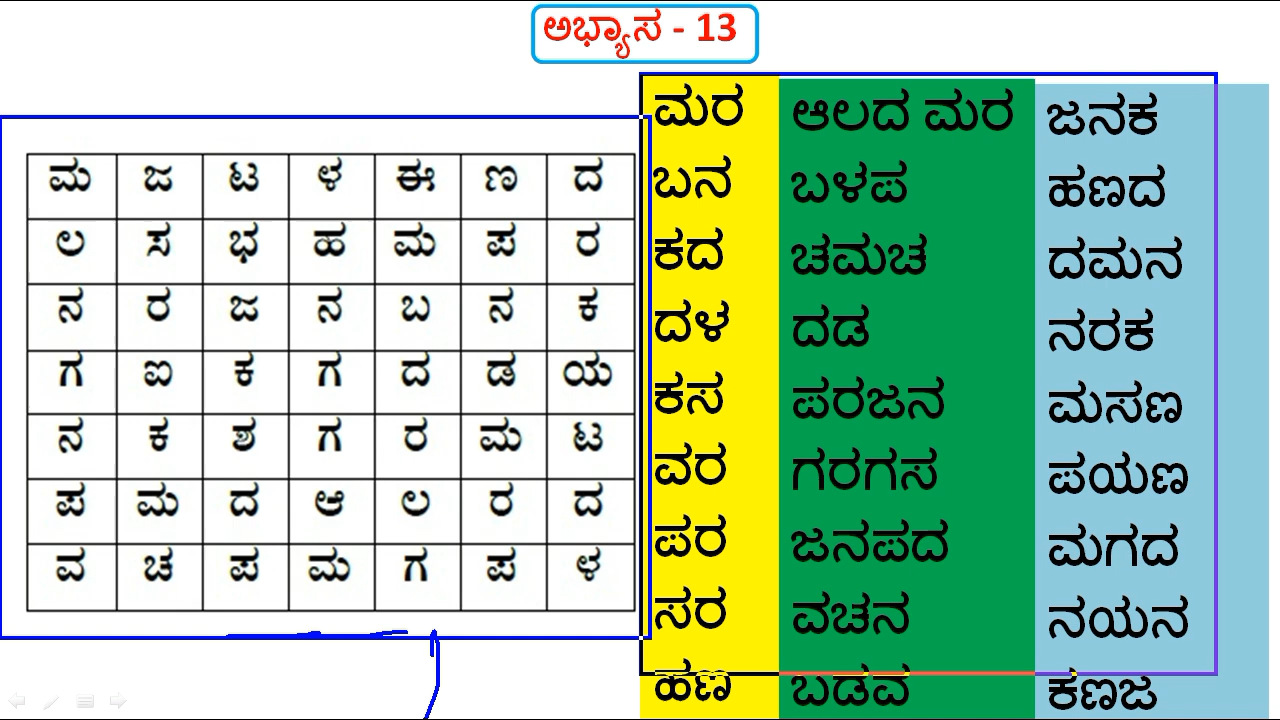 ಅಭ್ಯಾಸ - 13
ಮ ಜ ಟ ಳ ಈ ಣ ದ
ಲ ಸ ಭ ಹ ಮ ಪ ರ
ನ ರ ಜ ನ ಬ ನ ಕ
ಗ ಐ ಕ ಗ ದ ಡ ಯ
ನ ಕ ಶ ಗ ರ ಮ ಟ
ಪ ಮ ದ ಆ ಲ ರ ದ
ವ ಚ ಪ ಮ ಗ ಪ ಳ
ಮರ
ಬನ
ಕದ
ದಳ
ಕಸ
ವರ
ಪರ
ಸರ
ಹಣ
ಆಲದ ಮರ
ಬಳಪ
ಚಮಚ
ದಡ
ಪರಜನ
ಗರಗಸ
ಜನಪದ
ವಚನ
ಬಡವ
ಜನಕ
ಹಣದ
ದಮನ
ನರಕ
ಮಸಣ
ಪಯಣ
ಮಗದ
ನಯನ
ಕಣಜ